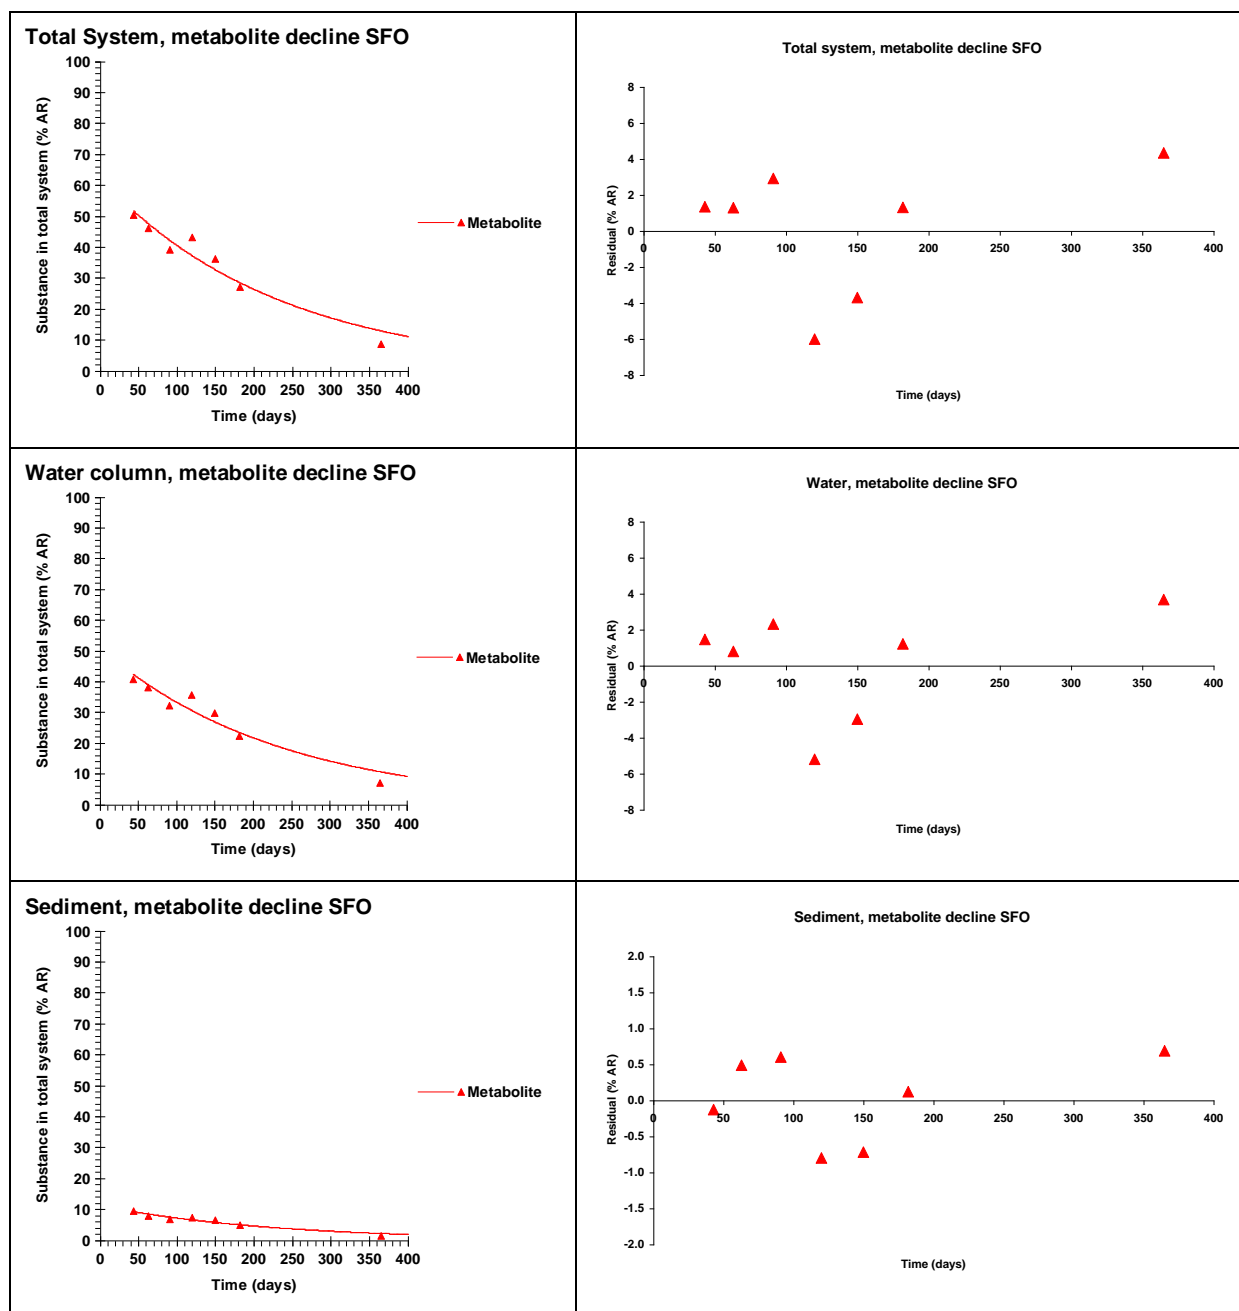 Total System, metabolite decline SFO
Substance in total system (% AR)
100
90
80
70
60
50
40
30
20
10
0
0 50 100 150 200 250 300 350 400
Time (days)
Metabolite
Total system, metabolite decline SFO
Residual (% AR)
8
6
4
2
0
-2
-4
-6
-8
0 50 100 150 200 250 300 350 400
Time (days)
Water column, metabolite decline SFO
Substance in total system (% AR)
100
90
80
70
60
50
40
30
20
10
0
0 50 100 150 200 250 300 350 400
Time (days)
Metabolite
Water, metabolite decline SFO
Residual (% AR)
8
6
4
2
0
-2
-4
-6
-8
0 50 100 150 200 250 300 350 400
Time (days)
Sediment, metabolite decline SFO
Substance in total system (% AR)
100
90
80
70
60
50
40
30
20
10
0
0 50 100 150 200 250 300 350 400
Time (days)
Metabolite
Sediment, metabolite decline SFO
Residual (% AR)
2.0
1.5
1.0
0.5
0.0
-0.5
-1.0
-1.5
-2.0
0 50 100 150 200 250 300 350 400
Time (days)